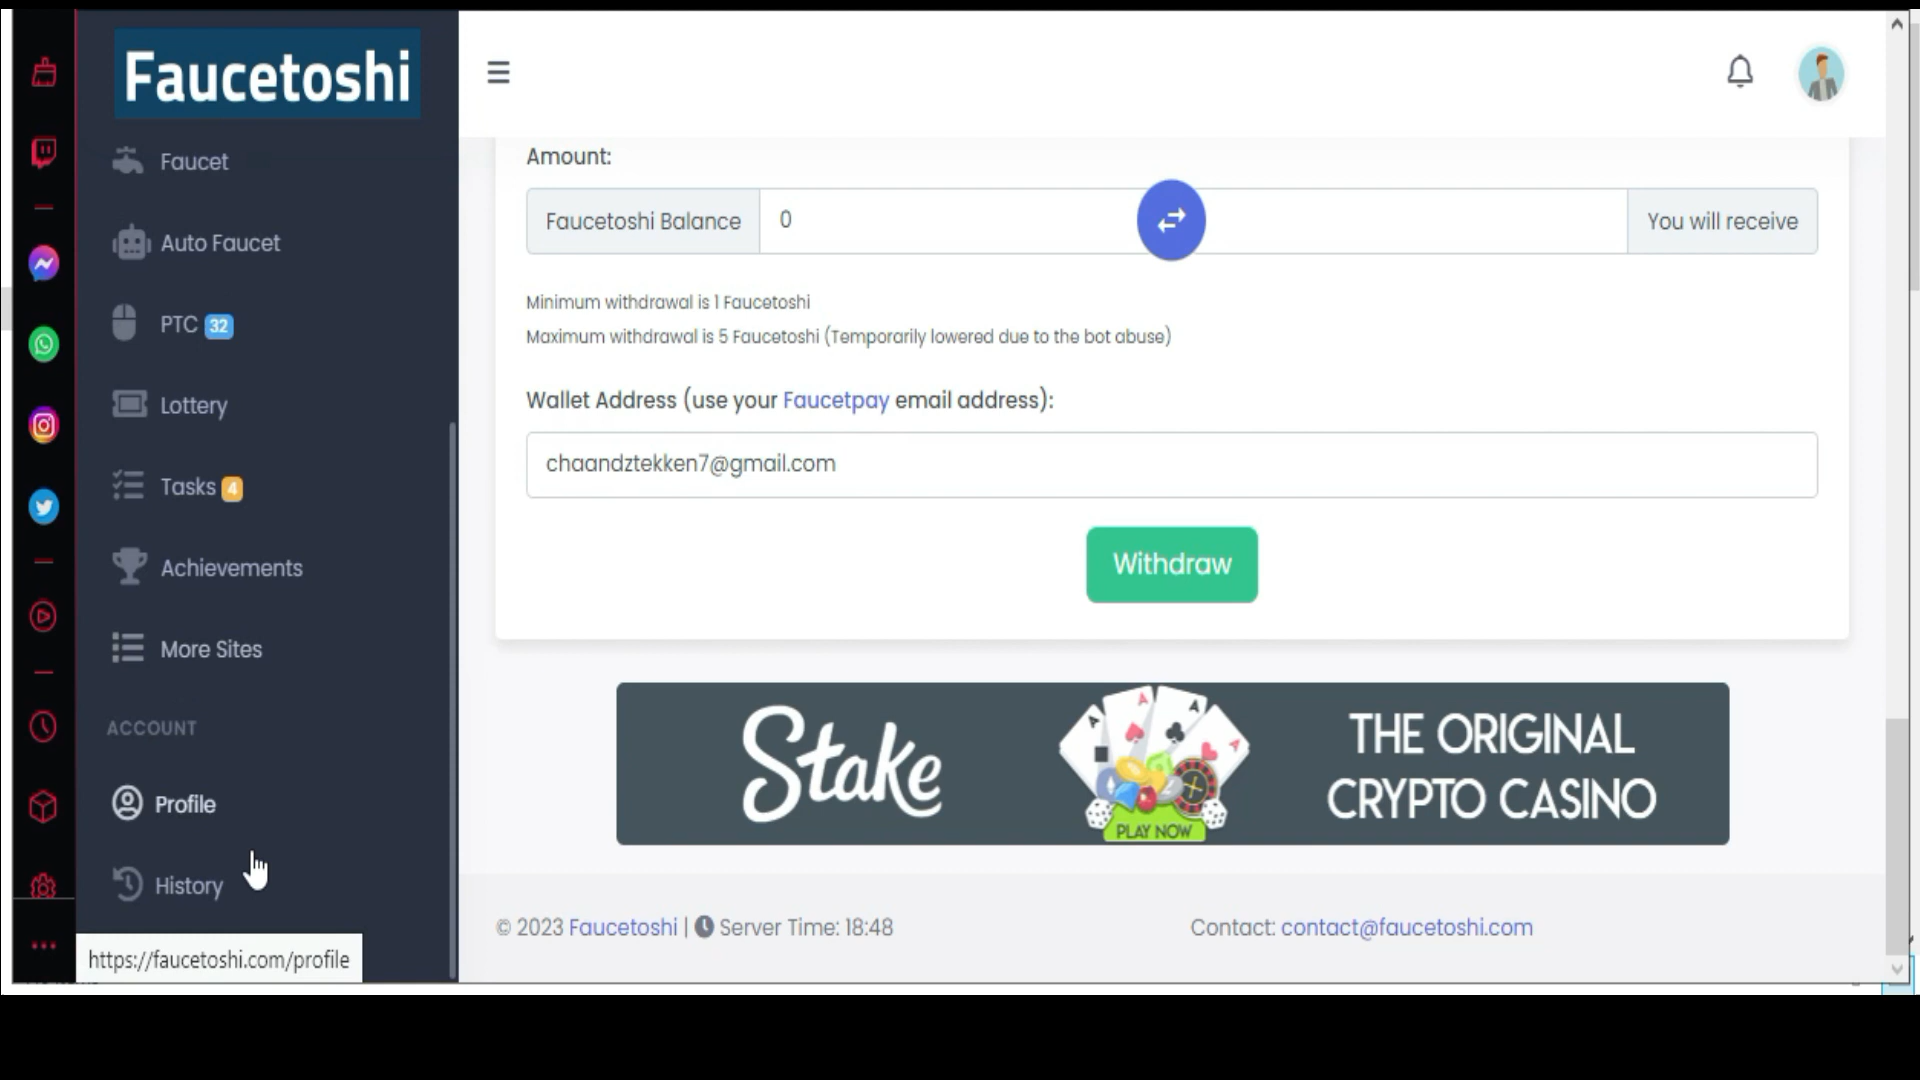 Faucetoshi
Faucet
Auto Faucet
PTC 32
Lottery
Tasks 4
Achievements
More Sites
ACCOUNT
Profile
History
https://faucetoshi.com/profile
Amount:
Faucetoshi Balance 0 You will receive
Minimum withdrawal is 1 Faucetoshi
Maximum withdrawal is 5 Faucetoshi (Temporarily lowered due to the bot abuse)
Wallet Address (use your Faucetpay email address):
chaandztekken7@gmail.com
Withdraw
Stake
A A A A
PLAY NOW
THE ORIGINAL
CRYPTO CASINO
© 2023 Faucetoshi | Server Time: 18:48
Contact: contact@faucetoshi.com